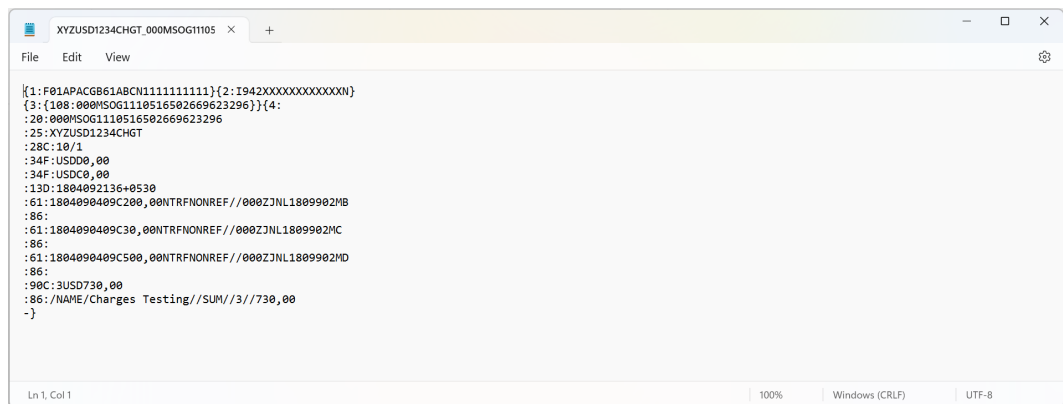 XYZUSD1234CHGT_000MSOG11105
File Edit View
{1:F01APACGB61ABCN1111111111}{2:I942XXXXXXXXXXXXN}
{3:{108:000MSOG1110516502669623296}}{4:
:20:000MSOG1110516502669623296
:25:XYZUSD1234CHGT
:28C:10/1
:34F:USDD0,00
:34F:USDC0,00
:13D:1804092136+0530
:61:1804090409C200,00NTRFNONREF//000ZJNL1809902MB
:86:
:61:1804090409C30,00NTRFNONREF//000ZJNL1809902MC
:86:
:61:1804090409C500,00NTRFNONREF//000ZJNL1809902MD
:86:
:90C:3USD730,00
:86:/NAME/Charges Testing//SUM//3//730,00
-}
Ln 1, Col 1 100% Windows (CRLF) UTF-8